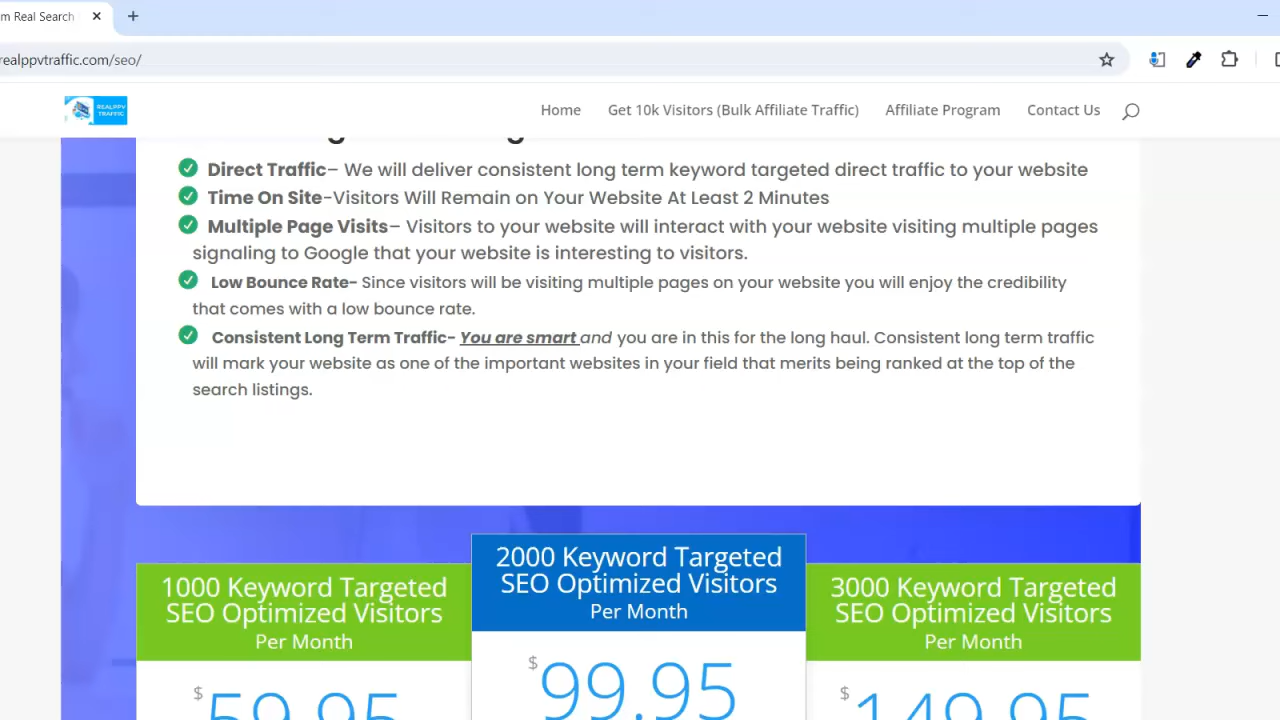 m Real Search
realppvtraffic.com/seo/
REALPPV
TRAFFIC
Home Get 10k Visitors (Bulk Affiliate Traffic) Affiliate Program Contact Us
Direct Traffic– We will deliver consistent long term keyword targeted direct traffic to your website
Time On Site-Visitors Will Remain on Your Website At Least 2 Minutes
Multiple Page Visits– Visitors to your website will interact with your website visiting multiple pages
signaling to Google that your website is interesting to visitors.
Low Bounce Rate- Since visitors will be visiting multiple pages on your website you will enjoy the credibility
that comes with a low bounce rate.
Consistent Long Term Traffic- You are smart and you are in this for the long haul. Consistent long term traffic
will mark your website as one of the important websites in your field that merits being ranked at the top of the
search listings.
1000 Keyword Targeted
SEO Optimized Visitors
Per Month
$59.95
2000 Keyword Targeted
SEO Optimized Visitors
Per Month
$99.95
3000 Keyword Targeted
SEO Optimized Visitors
Per Month
$149.95